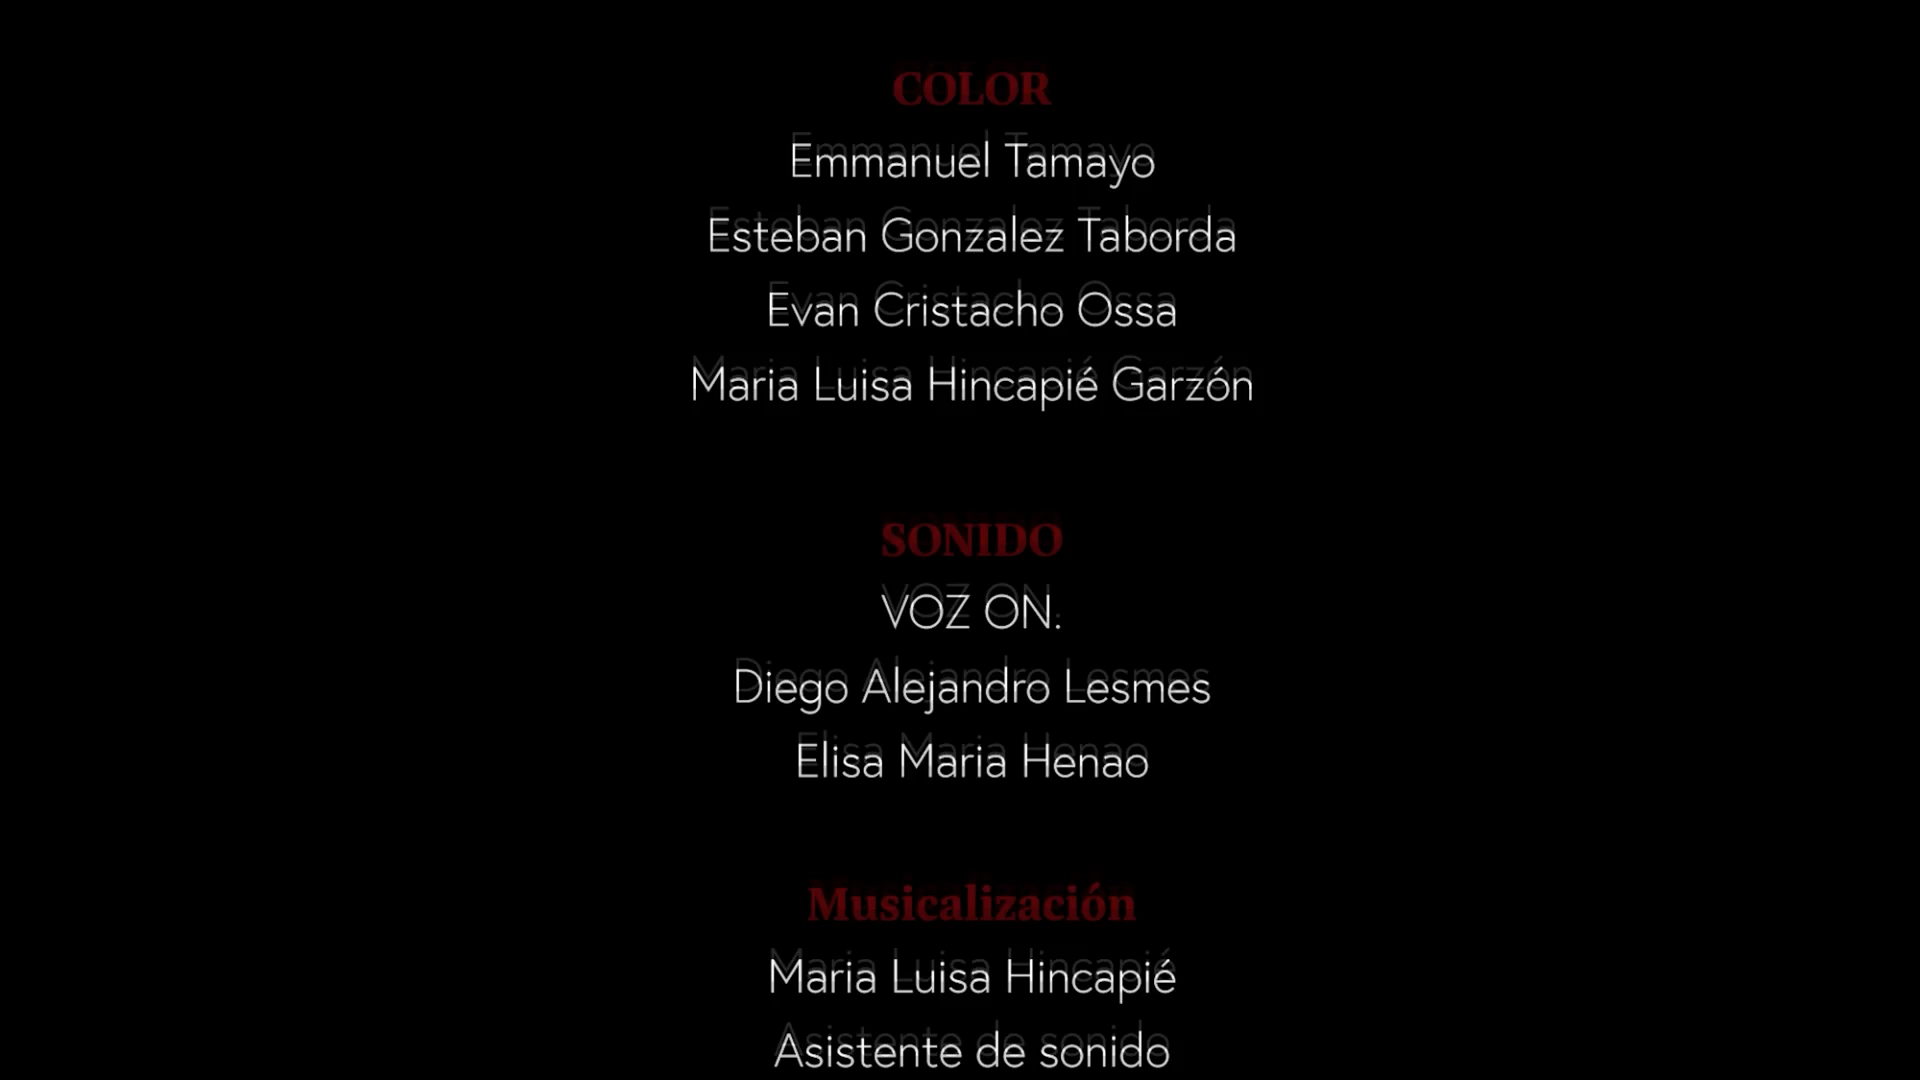 COLOR
Emmanuel Tamayo
Esteban Gonzalez Taborda
Evan Cristacho Ossa
Maria Luisa Hincapié Garzón
SONIDO
VOZ ON:
Diego Alejandro Lesmes
Elisa Maria Henao
Musicalización
Maria Luisa Hincapié
Asistente de sonido